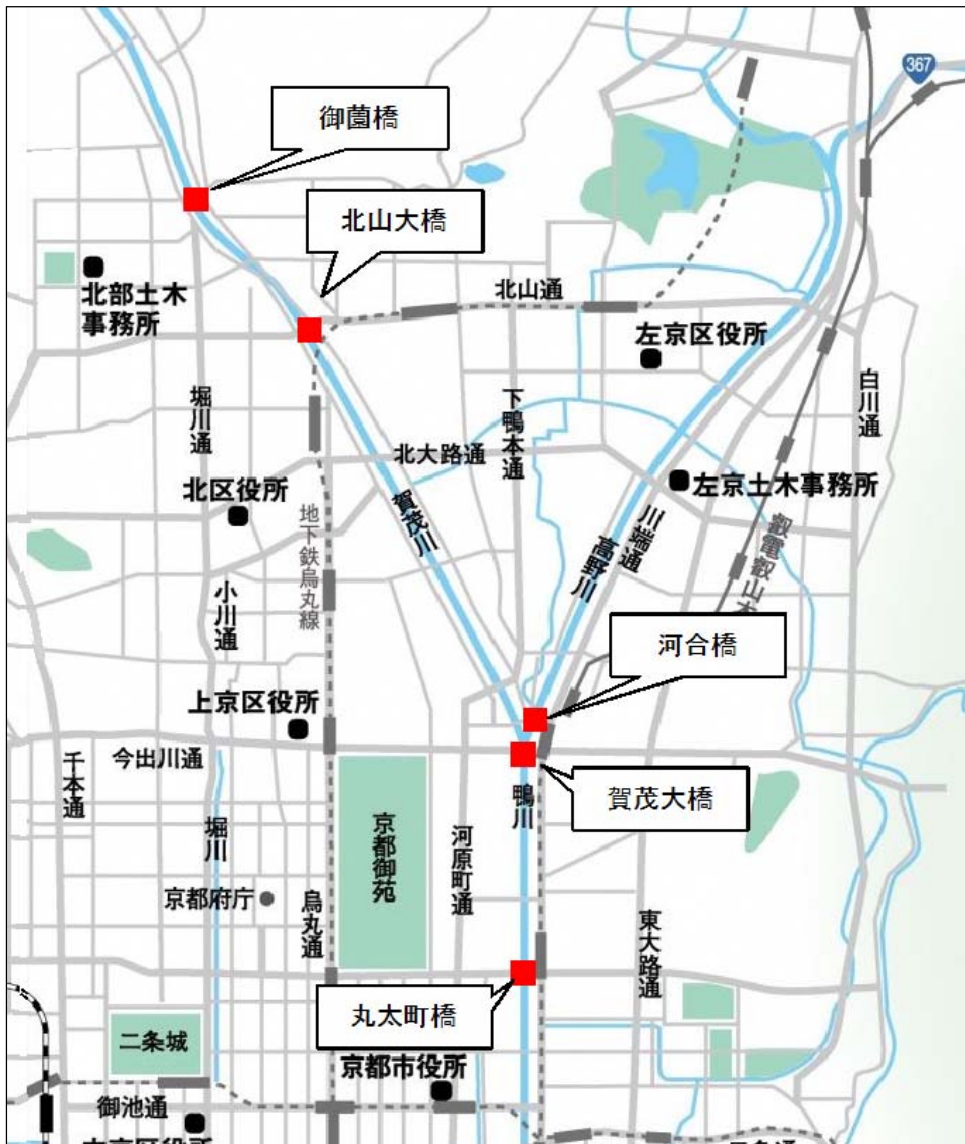 367
御薗橋
北山大橋
北山通
北部土木
事務所
左京区役所
堀川通
下鴨本通
白川通
北大路通
左京土木事務所
北区役所
賀茂川
地下鉄烏丸線
川端通
高野川
叡電叡山本
小川通
河合橋
上京区役所
今出川通
千本通
賀茂大橋
鴨川
堀川
京都御苑
河原町通
京都府庁
烏丸通
東大路通
丸太町橋
二条城
京都市役所
御池通